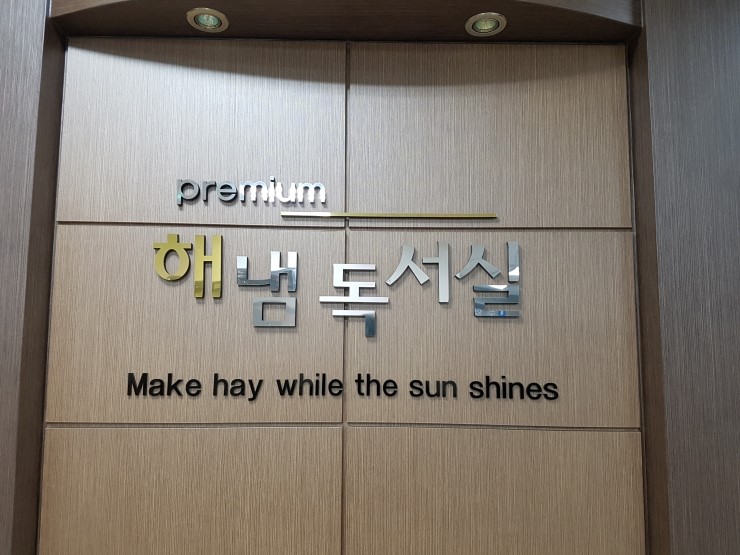 premium
해냄독서실
Make hay while the sun shines